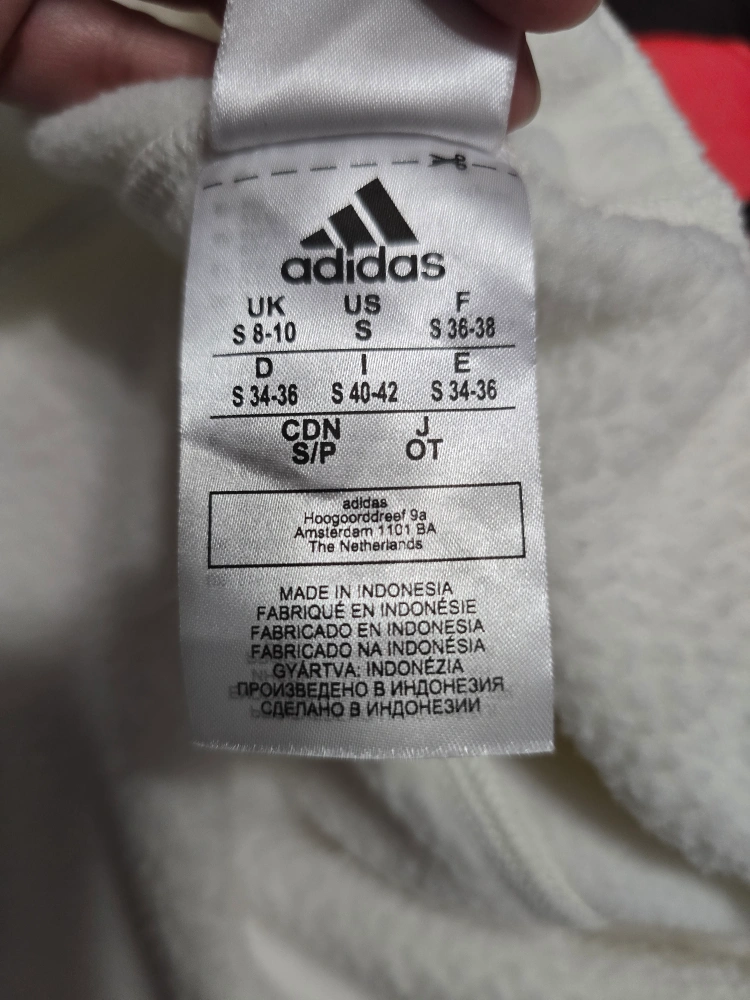 adidas
UK US F
S 8-10 S S 36-38
D I E
S 34-36 S 40-42 S 34-36
CDN J
S/P OT
adidas
Hoogoorddreef 9a
Amsterdam 1101 BA
The Netherlands
MADE IN INDONESIA
FABRIQUÉ EN INDONÉSIE
FABRICADO EN INDONESIA
FABRICADO NA INDONÉSIA
GYÁRTVA: INDONÉZIA
ПРОИЗВЕДЕНО В ИНДОНЕЗИЯ
СДЕЛАНО В ИНДОНЕЗИИ